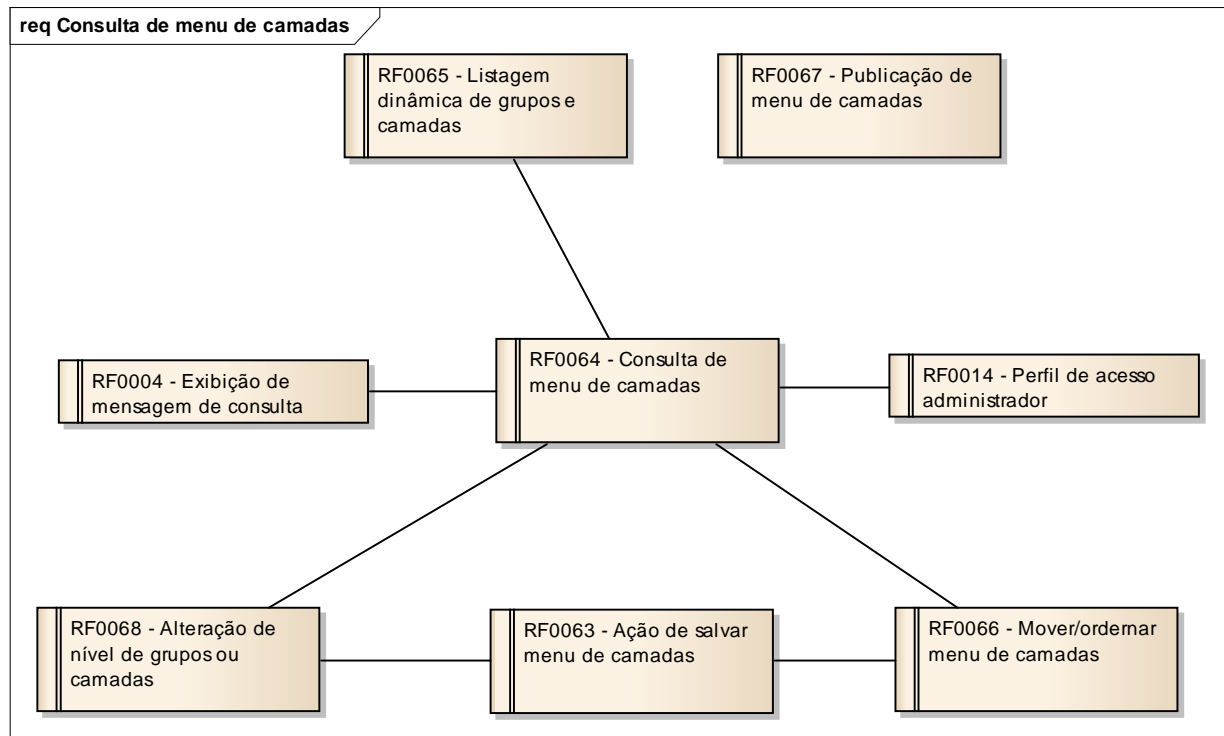 req Consulta de menu de camadas
RF0065 - Listagem
dinâmica de grupos e
camadas
RF0067 - Publicação de
menu de camadas
RF0064 - Consulta de
menu de camadas
RF0004 - Exibição de
mensagem de consulta
RF0014 - Perfil de acesso
administrador
RF0068 - Alteração de
nível de grupos ou
camadas
RF0063 - Ação de salvar
menu de camadas
RF0066 - Mover/ordernar
menu de camadas